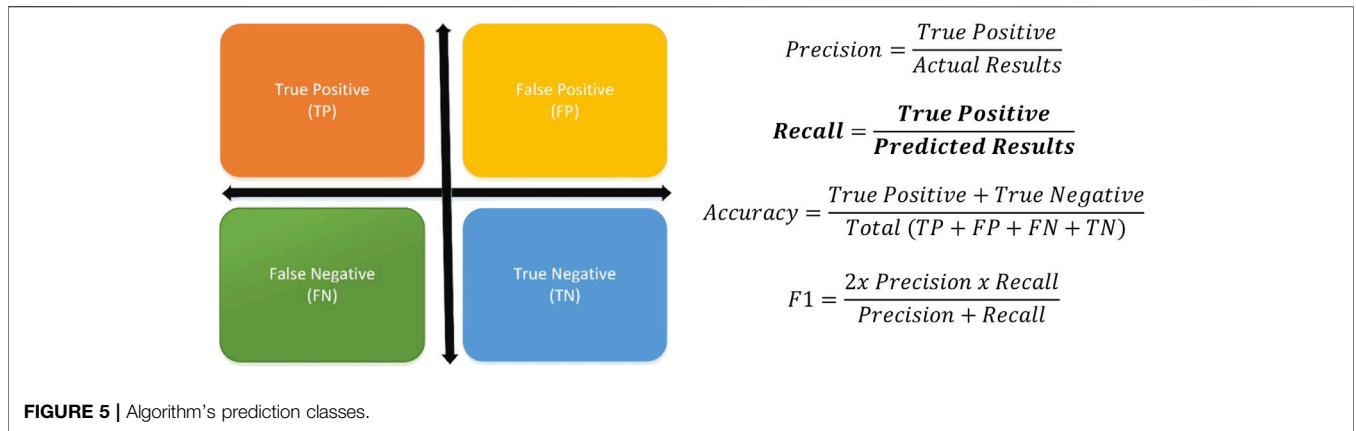 True Positive
(TP)
False Positive
(FP)
False Negative
(FN)
True Negative
(TN)
Precision = True Positive / Actual Results
Recall = True Positive / Predicted Results
Accuracy = True Positive + True Negative / Total (TP + FP + FN + TN)
F1 = 2x Precision x Recall / Precision + Recall
FIGURE 5 | Algorithm's prediction classes.